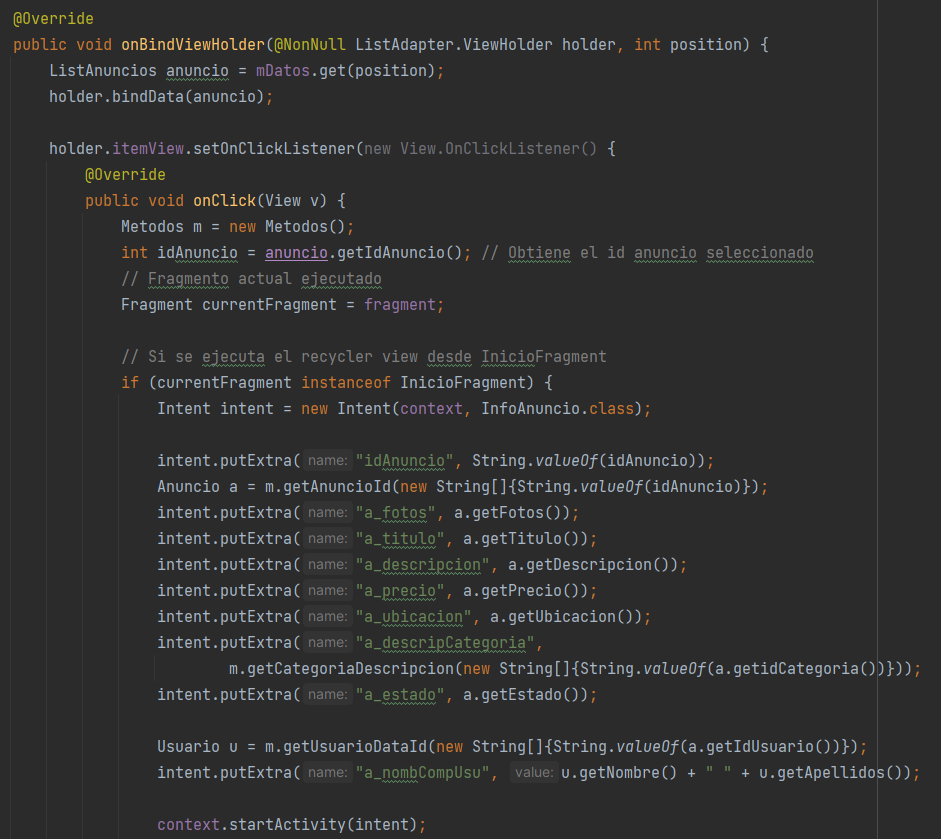 @Override
public void onBindViewHolder(@NonNull ListAdapter.ViewHolder holder, int position) {
    ListAnuncios anuncio = mDatos.get(position);
    holder.bindData(anuncio);

    holder.itemView.setOnClickListener(new View.OnClickListener() {
        @Override
        public void onClick(View v) {
            Metodos m = new Metodos();
            int idAnuncio = anuncio.getIdAnuncio(); // Obtiene el id anuncio seleccionado
            // Fragmento actual ejecutado
            Fragment currentFragment = fragment;

            // Si se ejecuta el recycler view desde InicioFragment
            if (currentFragment instanceof InicioFragment) {
                Intent intent = new Intent(context, InfoAnuncio.class);

                intent.putExtra( name: "idAnuncio", String.valueOf(idAnuncio));
                Anuncio a = m.getAnuncioId(new String[]{String.valueOf(idAnuncio)});
                intent.putExtra( name: "a_fotos", a.getFotos());
                intent.putExtra( name: "a_titulo", a.getTitulo());
                intent.putExtra( name: "a_descripcion", a.getDescripcion());
                intent.putExtra( name: "a_precio", a.getPrecio());
                intent.putExtra( name: "a_ubicacion", a.getUbicacion());
                intent.putExtra( name: "a_descripCategoria",
                        m.getCategoriaDescripcion(new String[]{String.valueOf(a.getidCategoria())}));
                intent.putExtra( name: "a_estado", a.getEstado());

                Usuario u = m.getUsuarioDataId(new String[]{String.valueOf(a.getIdUsuario())});
                intent.putExtra( name: "a_nombCompUsu", value: u.getNombre() + " " + u.getApellidos());

                context.startActivity(intent);